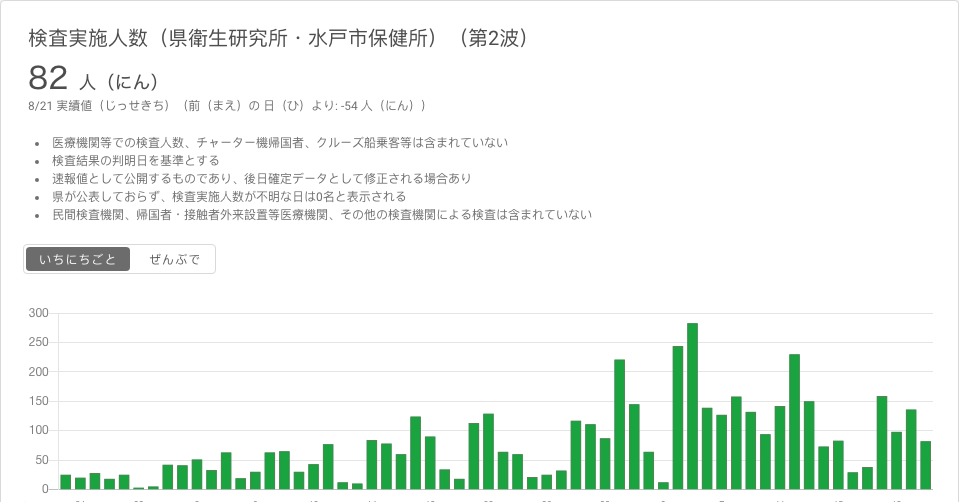 検査実施人数（県衛生研究所・水戸市保健所）（第2波）
82 人（にん）
8/21 実績値（じっせきち）（前（まえ）の 日（ひ）より: -54 人（にん））
• 医療機関等での検査人数、チャーター機帰国者、クルーズ船乗客等は含まれていない
• 検査結果の判明日を基準とする
• 速報値として公開するものであり、後日確定データとして修正される場合あり
• 県が公表しておらず、検査実施人数が不明な日は0名と表示される
• 民間検査機関、帰国者・接触者外来設置等医療機関、その他の検査機関による検査は含まれていない
いちにちごと ぜんぶで
300
250
200
150
100
50
0